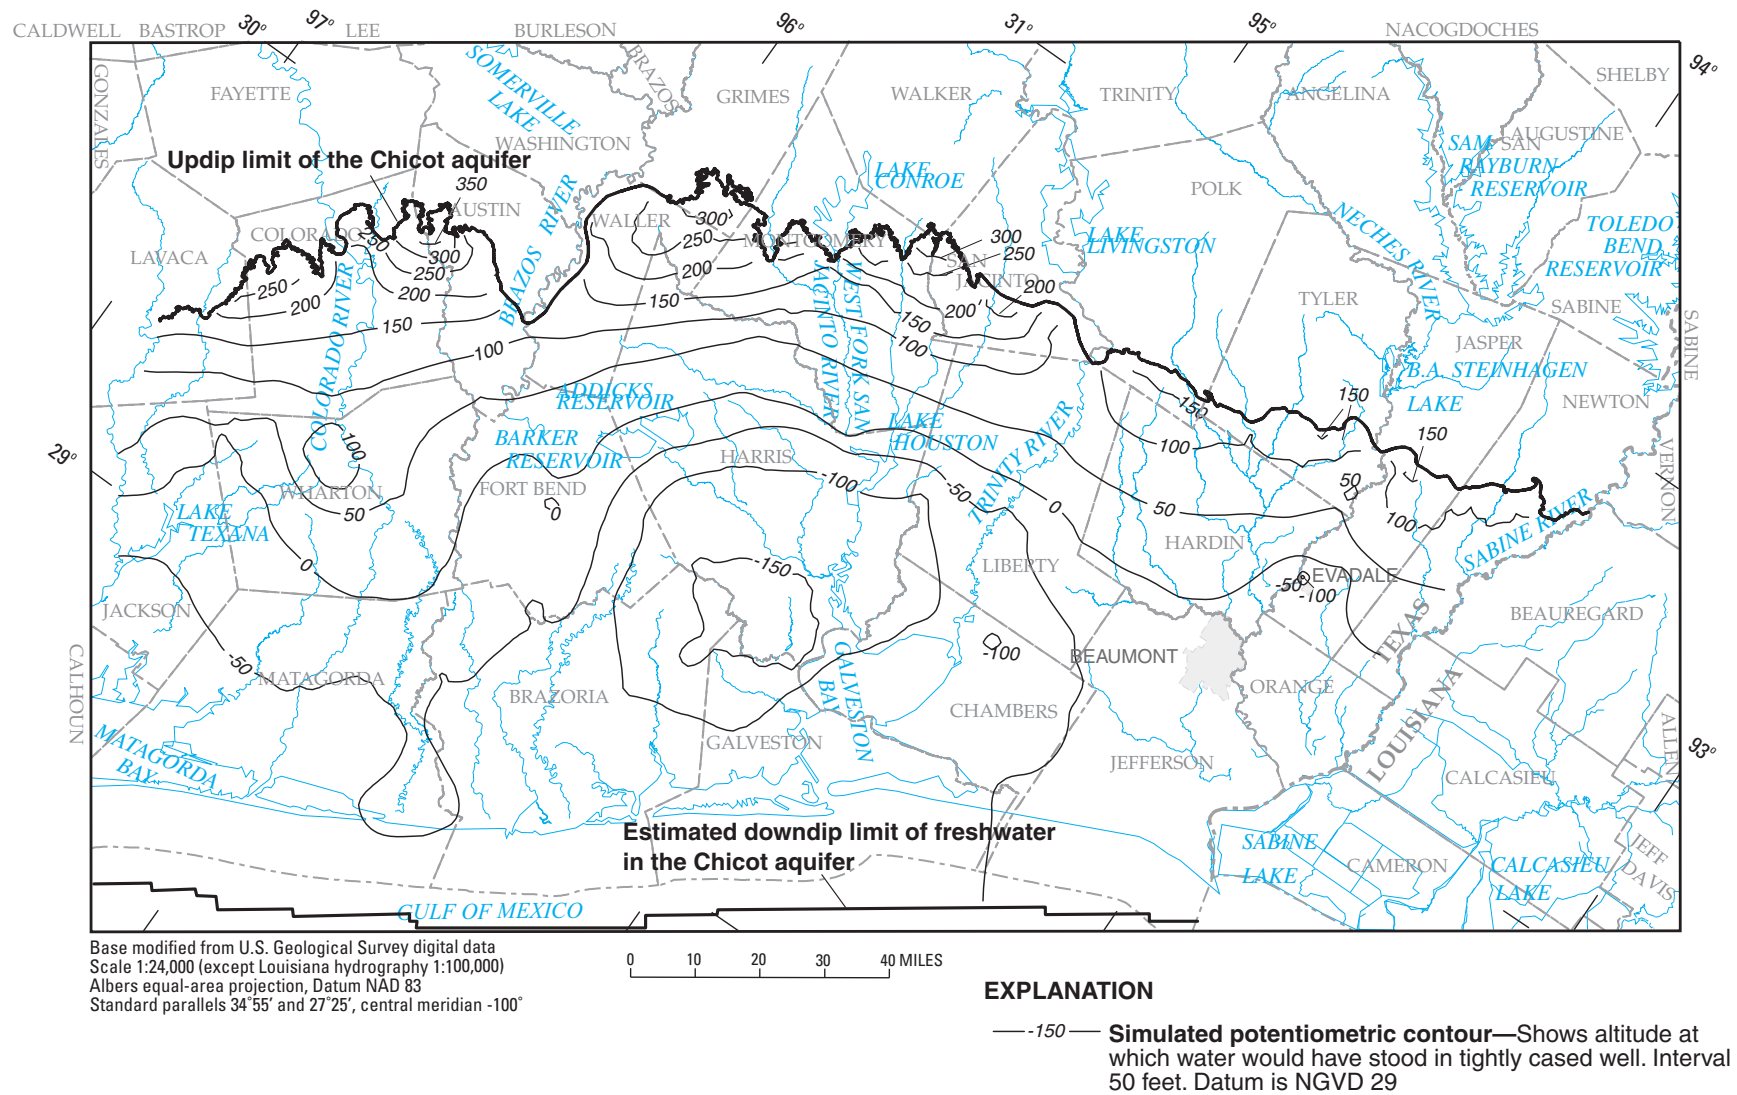 CALDWELL
BASTROP
30°
97°
LEE
BURLESON
96°
31°
95°
NACOGDOCHES
94°
GONZALES
FAYETTE
SOMERVILLE
LAKE
BRAZOS
GRIMES
WALKER
TRINITY
ANGELINA
SHELBY
WASHINGTON
SAM
RAYBURN
RESERVOIR
SAN
AUGUSTINE
Updip limit of the Chicot aquifer
350
LAKE
CONROE
POLK
AUSTIN
BRAZOS RIVER
WALLER
300
NECHES RIVER
TOLEDO
BEND
RESERVOIR
COLORADO
250
250
MONTGOMERY
300
250
LAKE
LIVINGSTON
LAVACA
300
250
200
SAN
JACINTO
250
200
200
150
200
200
TYLER
SABINE
SABINE
COLORADO RIVER
150
100
WEST FORK SAN
JACINTO RIVER
150
100
JASPER
B.A. STEINHAGEN
LAKE
ADDICKS
RESERVOIR
150
150
NEWTON
BARKER
RESERVOIR
LAKE
HOUSTON
TRINITY RIVER
100
150
29°
100
HARRIS
-100
-50
0
50
50
VERNON
WHARTON
50
FORT BEND
0
100
SABINE RIVER
LAKE
TEXANA
HARDIN
0
-150
LIBERTY
-50
EVADALE
-100
JACKSON
BEAUREGARD
TEXAS
CALHOUN
-50
MATAGORDA
BRAZORIA
GALVESTON
BAY
-100
BEAUMONT
ORANGE
LOUISIANA
CHAMBERS
ALLEN
MATAGORDA
BAY
GALVESTON
JEFFERSON
CALCASIEU
93°
Estimated downdip limit of freshwater
in the Chicot aquifer
SABINE
LAKE
CAMERON
CALCASIEU
LAKE
JEFF
DAVIS
GULF OF MEXICO
Base modified from U.S. Geological Survey digital data
Scale 1:24,000 (except Louisiana hydrography 1:100,000)
Albers equal-area projection, Datum NAD 83
Standard parallels 34°55′ and 27°25′, central meridian -100°
0 10 20 30 40 MILES
EXPLANATION
-150 Simulated potentiometric contour—Shows altitude at
which water would have stood in tightly cased well. Interval
50 feet. Datum is NGVD 29